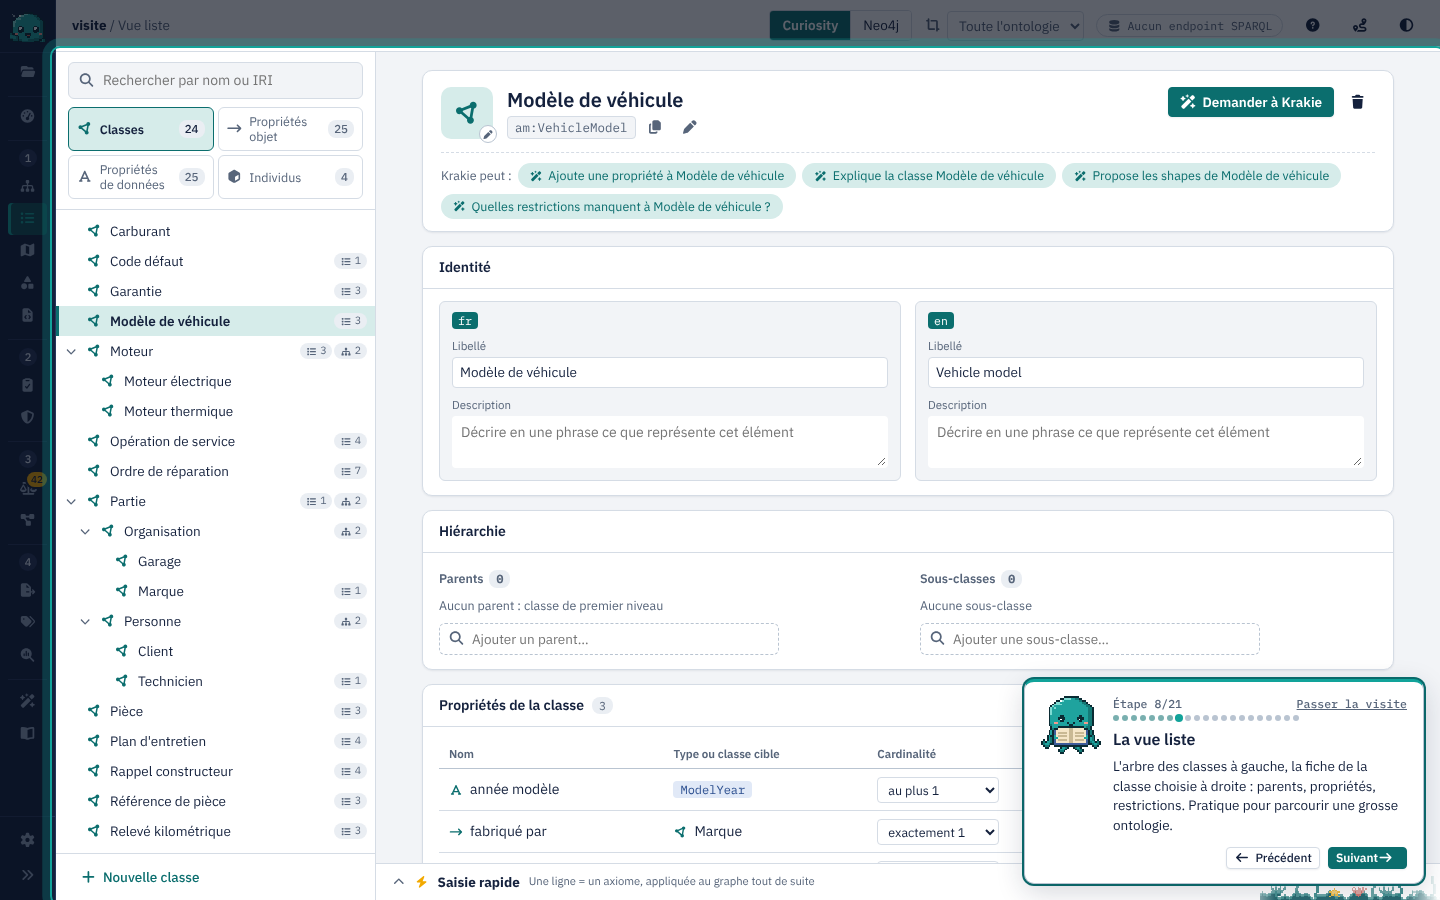 visite / Vue liste
Curiosity
Neo4j
Toute l'ontologie
Aucun endpoint SPARQL
1
2
3
42
4
Rechercher par nom ou IRI
Classes 24
Propriétés objet 25
Propriétés de données 25
Individus 4
Carburant
Code défaut 1
Garantie 3
Modèle de véhicule 3
Moteur 3 2
Moteur électrique
Moteur thermique
Opération de service 4
Ordre de réparation 7
Partie 1 2
Organisation 2
Garage
Marque 1
Personne 2
Client
Technicien 1
Pièce 3
Plan d'entretien 4
Rappel constructeur 4
Référence de pièce 3
Relevé kilométrique 3
Nouvelle classe
Modèle de véhicule
am:VehicleModel
Demander à Krakie
Krakie peut :
Ajoute une propriété à Modèle de véhicule
Explique la classe Modèle de véhicule
Propose les shapes de Modèle de véhicule
Quelles restrictions manquent à Modèle de véhicule ?
Identité
fr
Libellé
Modèle de véhicule
Description
Décrire en une phrase ce que représente cet élément
en
Libellé
Vehicle model
Description
Décrire en une phrase ce que représente cet élément
Hiérarchie
Parents 0
Aucun parent : classe de premier niveau
Ajouter un parent...
Sous-classes 0
Aucune sous-classe
Ajouter une sous-classe...
Propriétés de la classe 3
Nom Type ou classe cible Cardinalité
année modèle ModelYear au plus 1
fabriqué par Marque exactement 1
Saisie rapide Une ligne = un axiome, appliquée au graphe tout de suite
Étape 8/21
Passer la visite
La vue liste
L'arbre des classes à gauche, la fiche de la
classe choisie à droite : parents, propriétés,
restrictions. Pratique pour parcourir une grosse
ontologie.
Précédent
Suivant